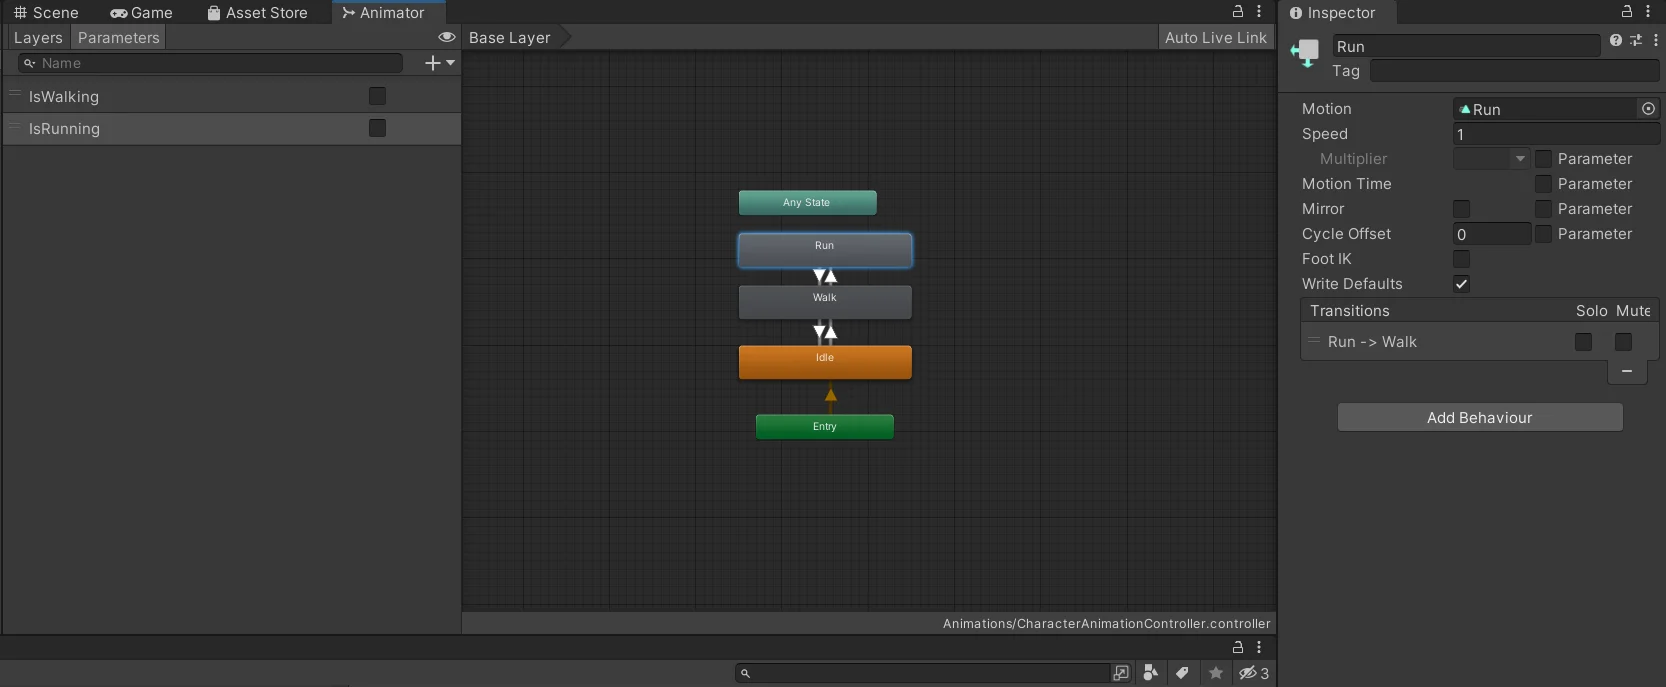 Scene Game Asset Store Animator
Layers Parameters
Name
IsWalking
IsRunning
Base Layer Auto Live Link
Any State
Run
Walk
Idle
Entry
Animations/CharacterAnimationController.controller
3
Inspector
Run
Tag
Motion Run
Speed 1
Multiplier Parameter
Motion Time Parameter
Mirror Parameter
Cycle Offset 0 Parameter
Foot IK
Write Defaults
Transitions Solo Mute
Run -> Walk
Add Behaviour